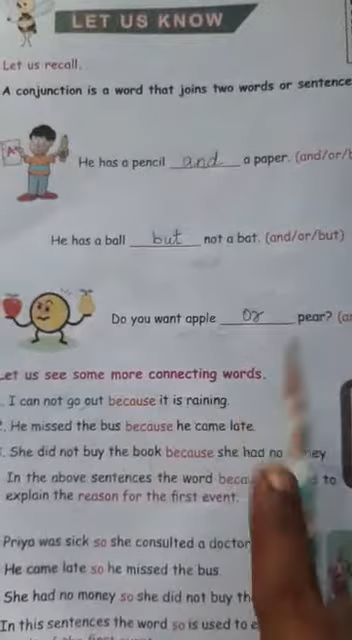 LET US KNOW
Let us recall.
A conjunction is a word that joins two words or sentence
A+
He has a pencil and a paper. (and/or/b
He has a ball but not a bat. (and/or/but)
Do you want apple or pear? (a
Let us see some more connecting words.
. I can not go out because it is raining.
. He missed the bus because he came late.
. She did not buy the book because she had no ey
In the above sentences the word beca d to
explain the reason for the first event.
Priya was sick so she consulted a doctor
He came late so he missed the bus
She had no money so she did not buy th
In this sentences the word so is used to e